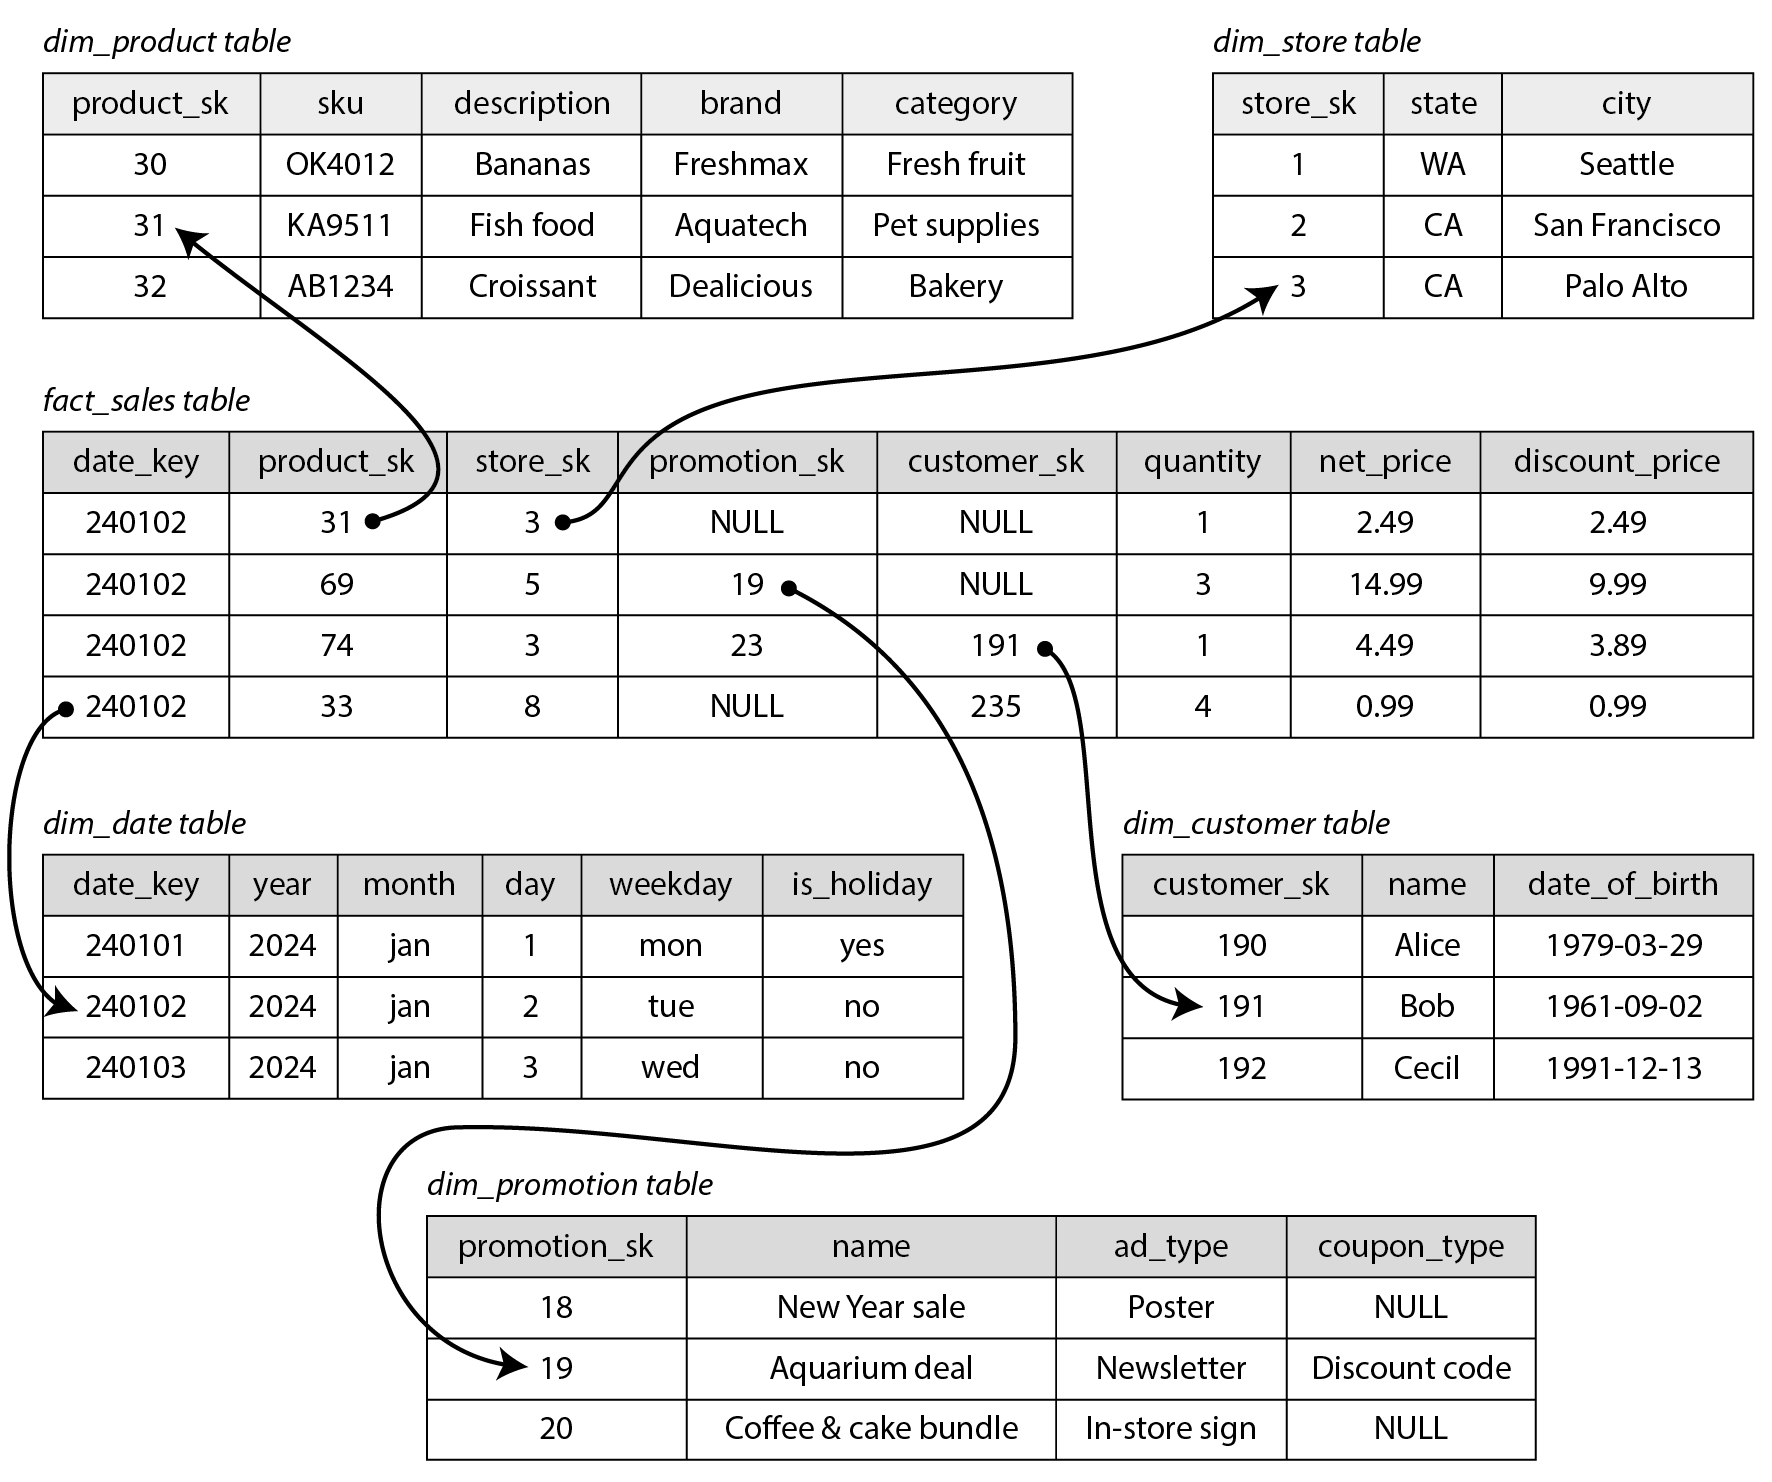 dim_product table
product_sk sku description brand category
30 OK4012 Bananas Freshmax Fresh fruit
31 KA9511 Fish food Aquatech Pet supplies
32 AB1234 Croissant Dealicious Bakery
dim_store table
store_sk state city
1 WA Seattle
2 CA San Francisco
3 CA Palo Alto
fact_sales table
date_key product_sk store_sk promotion_sk customer_sk quantity net_price discount_price
240102 31 3 NULL NULL 1 2.49 2.49
240102 69 5 19 NULL 3 14.99 9.99
240102 74 3 23 191 1 4.49 3.89
240102 33 8 NULL 235 4 0.99 0.99
dim_date table
date_key year month day weekday is_holiday
240101 2024 jan 1 mon yes
240102 2024 jan 2 tue no
240103 2024 jan 3 wed no
dim_customer table
customer_sk name date_of_birth
190 Alice 1979-03-29
191 Bob 1961-09-02
192 Cecil 1991-12-13
dim_promotion table
promotion_sk name ad_type coupon_type
18 New Year sale Poster NULL
19 Aquarium deal Newsletter Discount code
20 Coffee & cake bundle In-store sign NULL